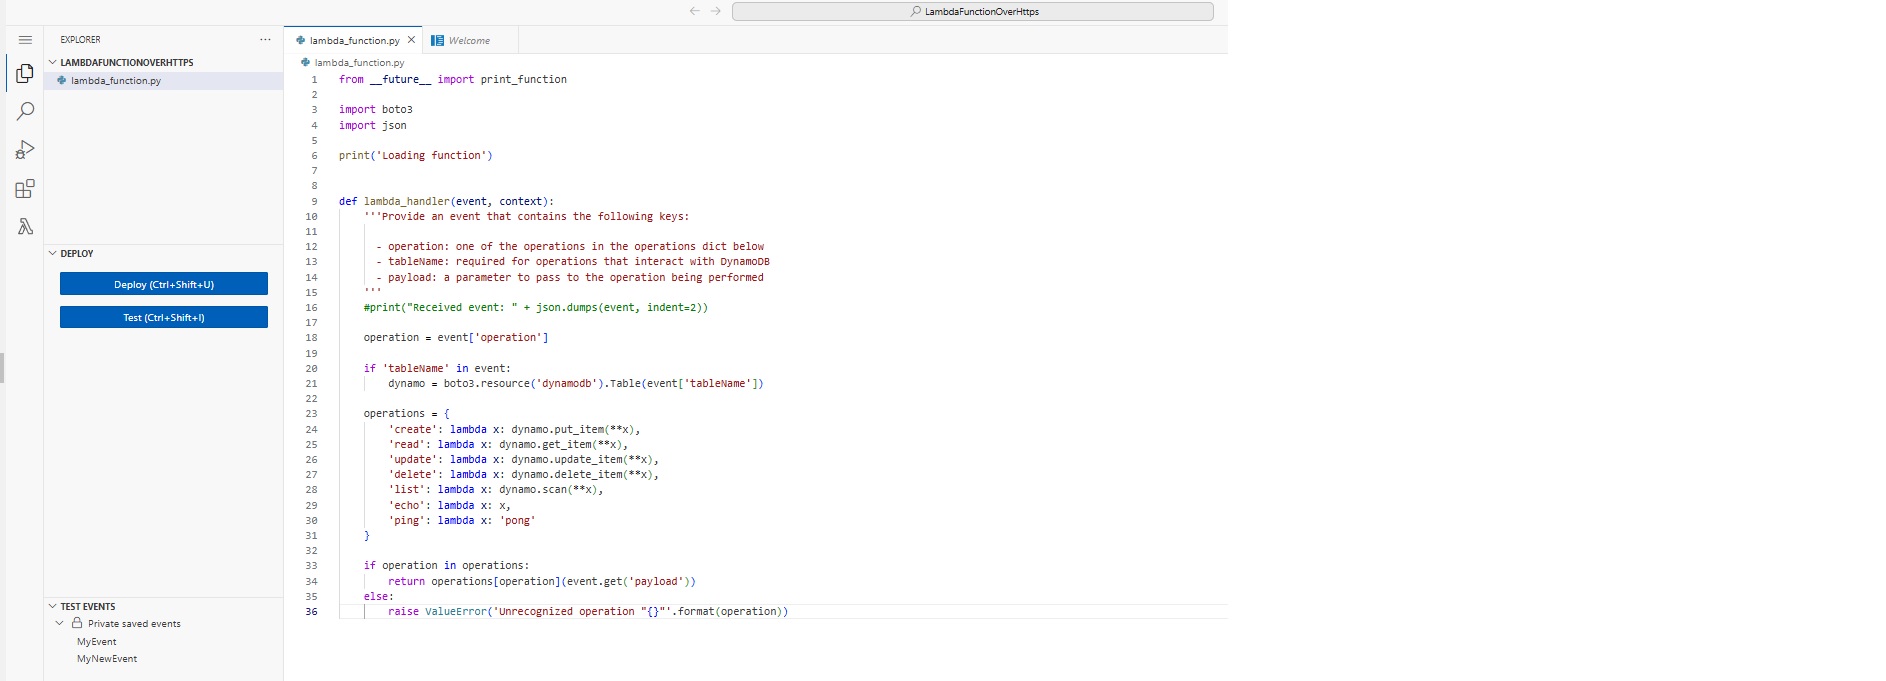 LambdaFunctionOverHttps
EXPLORER
LAMBDAFUNCTIONOVERHTTPS
lambda_function.py
DEPLOY
Deploy (Ctrl+Shift+U)
Test (Ctrl+Shift+I)
TEST EVENTS
Private saved events
MyEvent
MyNewEvent
lambda_function.py
Welcome
lambda_function.py
1 from __future__ import print_function
2
3 import boto3
4 import json
5
6 print('Loading function')
7
8
9 def lambda_handler(event, context):
10 '''Provide an event that contains the following keys:
11
12 - operation: one of the operations in the operations dict below
13 - tableName: required for operations that interact with DynamoDB
14 - payload: a parameter to pass to the operation being performed
15 '''
16 #print("Received event: " + json.dumps(event, indent=2))
17
18 operation = event['operation']
19
20 if 'tableName' in event:
21 dynamo = boto3.resource('dynamodb').Table(event['tableName'])
22
23 operations = {
24 'create': lambda x: dynamo.put_item(**x),
25 'read': lambda x: dynamo.get_item(**x),
26 'update': lambda x: dynamo.update_item(**x),
27 'delete': lambda x: dynamo.delete_item(**x),
28 'list': lambda x: dynamo.scan(**x),
29 'echo': lambda x: x,
30 'ping': lambda x: 'pong'
31 }
32
33 if operation in operations:
34 return operations[operation](event.get('payload'))
35 else:
36 raise ValueError('Unrecognized operation "{}"'.format(operation))